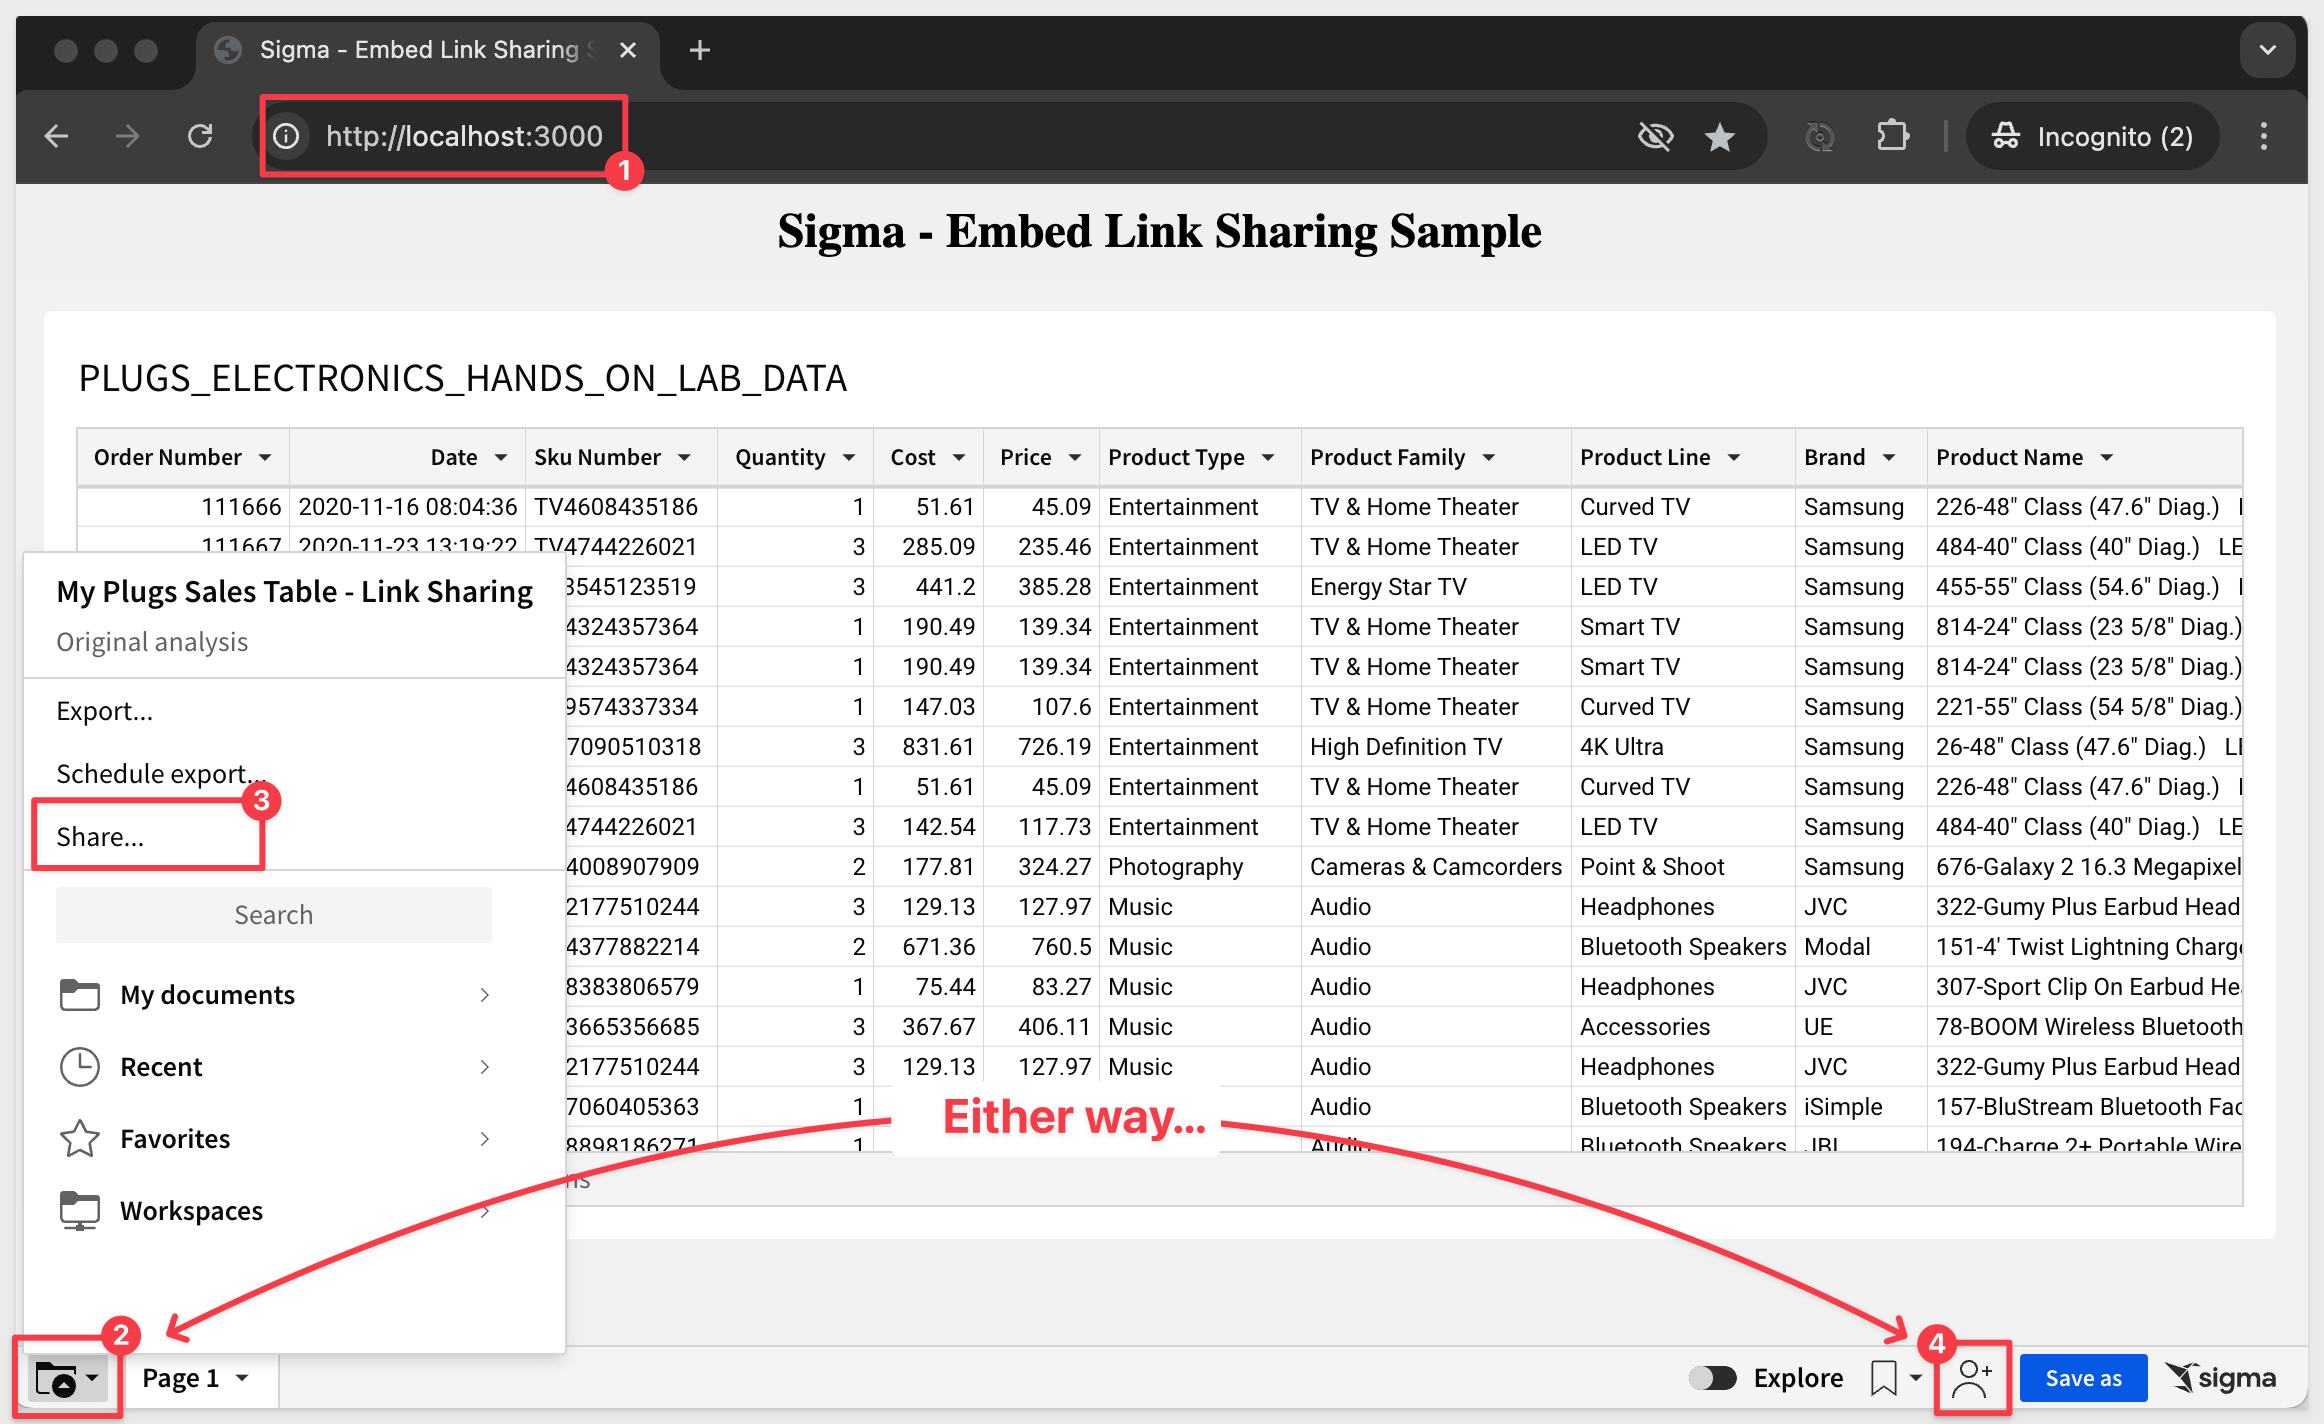 Sigma - Embed Link Sharing
http://localhost:3000
1
Incognito (2)
Sigma - Embed Link Sharing Sample
PLUGS_ELECTRONICS_HANDS_ON_LAB_DATA
Order Number Date Sku Number Quantity Cost Price Product Type Product Family Product Line Brand Product Name
111666 2020-11-16 08:04:36 TV4608435186 1 51.61 45.09 Entertainment TV & Home Theater Curved TV Samsung 226-48" Class (47.6" Diag.)
111667 2020-11-23 13:19:22 TV4744226021 3 285.09 235.46 Entertainment TV & Home Theater LED TV Samsung 484-40" Class (40" Diag.) LE
3545123519 3 441.2 385.28 Entertainment Energy Star TV LED TV Samsung 455-55" Class (54.6" Diag.)
4324357364 1 190.49 139.34 Entertainment TV & Home Theater Smart TV Samsung 814-24" Class (23 5/8" Diag.)
4324357364 1 190.49 139.34 Entertainment TV & Home Theater Smart TV Samsung 814-24" Class (23 5/8" Diag.)
9574337334 1 147.03 107.6 Entertainment TV & Home Theater Curved TV Samsung 221-55" Class (54 5/8" Diag.)
7090510318 3 831.61 726.19 Entertainment High Definition TV 4K Ultra Samsung 26-48" Class (47.6" Diag.) LE
4608435186 1 51.61 45.09 Entertainment TV & Home Theater Curved TV Samsung 226-48" Class (47.6" Diag.)
4744226021 3 142.54 117.73 Entertainment TV & Home Theater LED TV Samsung 484-40" Class (40" Diag.) LE
4008907909 2 177.81 324.27 Photography Cameras & Camcorders Point & Shoot Samsung 676-Galaxy 2 16.3 Megapixel
2177510244 3 129.13 127.97 Music Audio Headphones JVC 322-Gumy Plus Earbud Head
4377882214 2 671.36 760.5 Music Audio Bluetooth Speakers Modal 151-4' Twist Lightning Charge
8383806579 1 75.44 83.27 Music Audio Headphones JVC 307-Sport Clip On Earbud He
3665356685 3 367.67 406.11 Music Audio Accessories UE 78-BOOM Wireless Bluetooth
2177510244 3 129.13 127.97 Music Audio Headphones JVC 322-Gumy Plus Earbud Head
7060405363 1 Audio Bluetooth Speakers iSimple 157-BluStream Bluetooth Fac
8898186271 1 Audio Bluetooth Speakers JBL 194-Charge 2+ Portable Wire
ns
My Plugs Sales Table - Link Sharing
Original analysis
Export...
Schedule export...
3
Share...
Search
My documents
Recent
Favorites
Workspaces
Either way...
2
Page 1
4
Explore
Save as
sigma